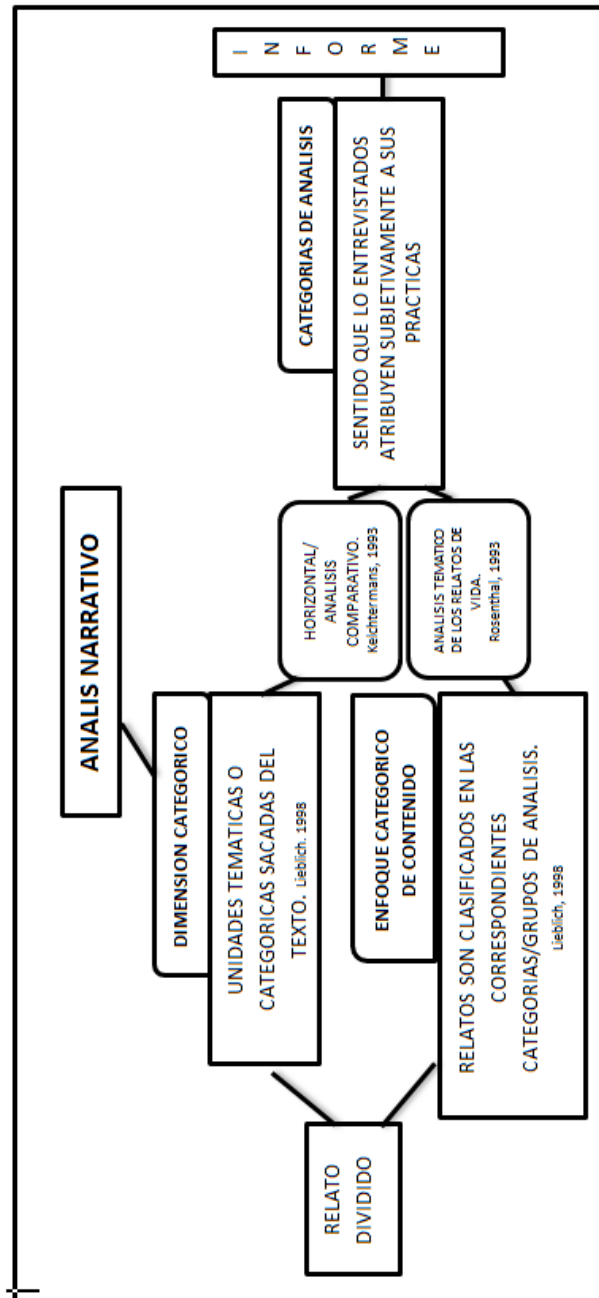 ANALIS NARRATIVO
DIMENSION CATEGORICO
UNIDADES TEMATICAS O
CATEGORICAS SACADAS DEL
TEXTO. Lieblich. 1998
RELATO
DIVIDIDO
ENFOQUE CATEGORICO
DE CONTENIDO
RELATOS SON CLASIFICADOS EN LAS
CORRESPONDIENTES
CATEGORIAS/GRUPOS DE ANALISIS.
Lieblich, 1998
HORIZONTAL/
ANALISIS
COMPARATIVO.
Kelchtermans, 1993
ANALISIS TEMATICO
DE LOS RELATOS DE
VIDA.
Rosenthal, 1993
CATEGORIAS DE ANALISIS
SENTIDO QUE LO ENTREVISTADOS
ATRIBUYEN SUBJETIVAMENTE A SUS
PRACTICAS
I
N
F
O
R
M
E